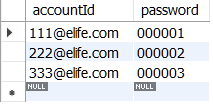 accountId password
111@elife.com 000001
222@elife.com 000002
333@elife.com 000003
NULL NULL